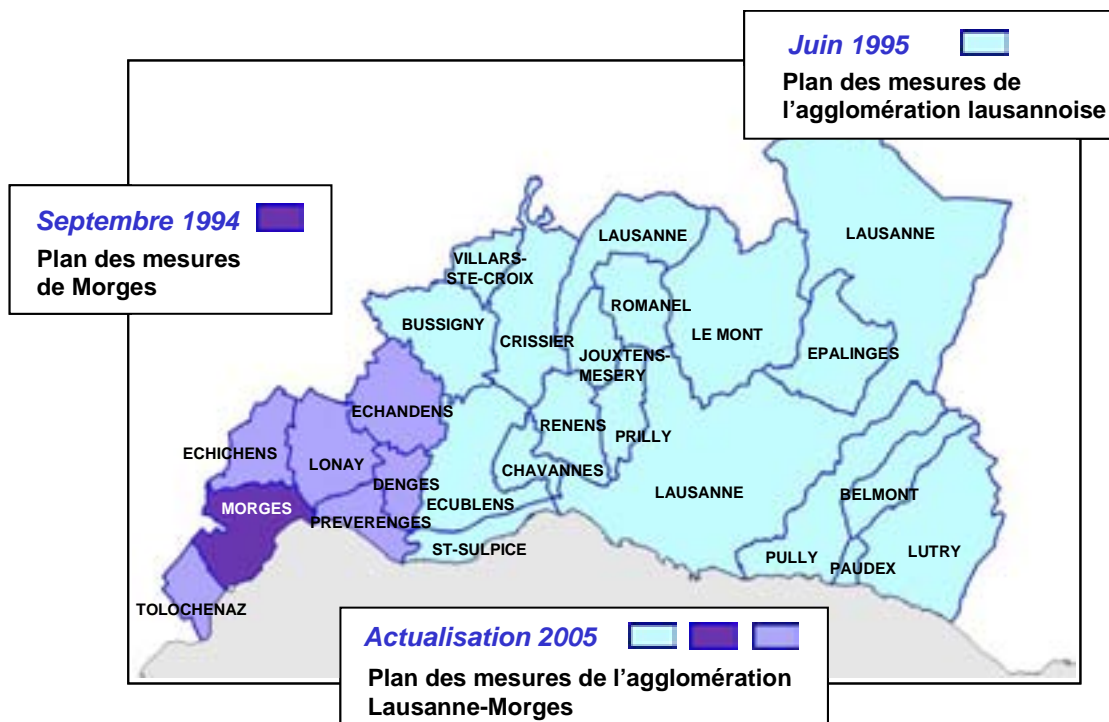 Juin 1995
Plan des mesures de
l'agglomération lausannoise
Septembre 1994
Plan des mesures
de Morges
LAUSANNE
LAUSANNE
VILLARS-
STE-CROIX
ROMANEL
BUSSIGNY
CRISSIER
LE MONT
JOUXTENS-
MESERY
EPALINGES
ECHANDENS
RENENS
PRILLY
ECHICHENS
LONAY
CHAVANNES
DENGES
LAUSANNE
BELMONT
MORGES
ECUBLENS
PREVERENGES
ST-SULPICE
PULLY
LUTRY
PAUDEX
TOLOCHENAZ
Actualisation 2005
Plan des mesures de l'agglomération
Lausanne-Morges